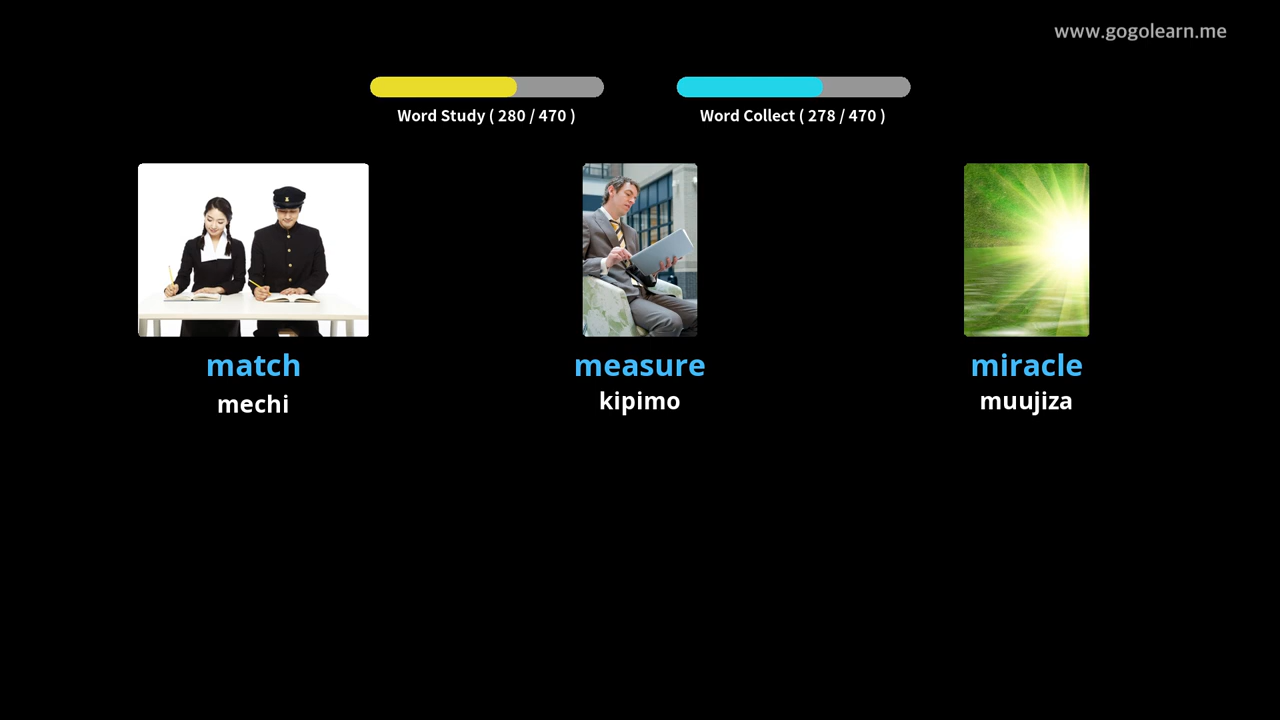 www.gogolearn.me
Word Study ( 280 / 470 )
Word Collect ( 278 / 470 )
match
mechi
measure
kipimo
miracle
muujiza